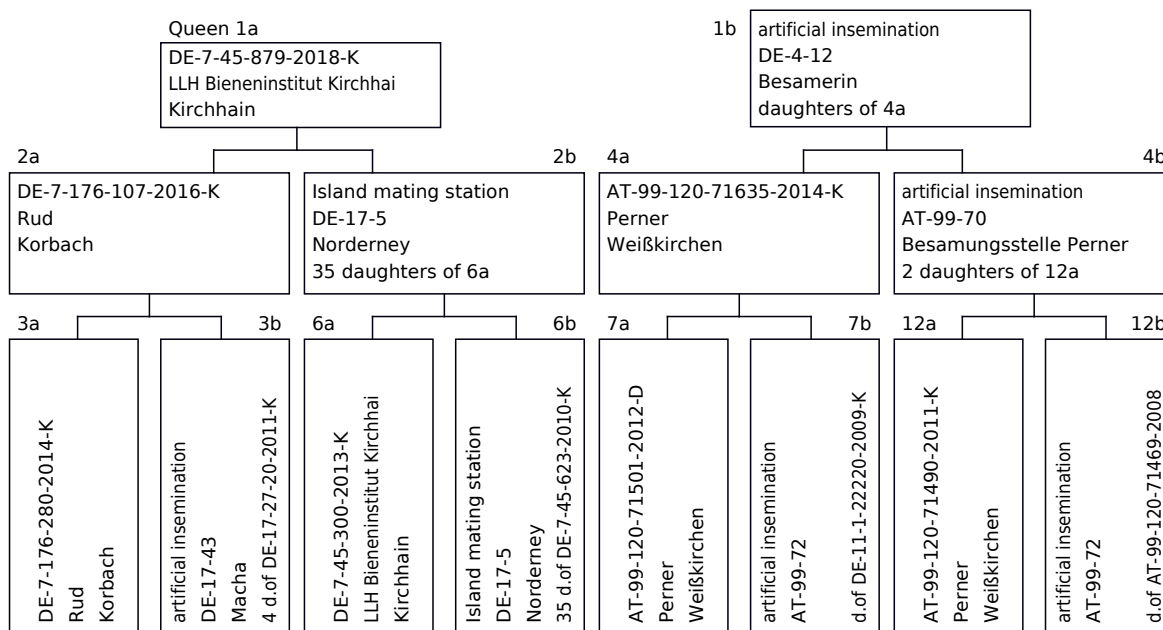 Queen 1a
DE-7-45-879-2018-K
LLH Bieneninstitut Kirchhai
Kirchhain
1b
artificial insemination
DE-4-12
Besamerin
daughters of 4a
2a
DE-7-176-107-2016-K
Rud
Korbach
2b
Island mating station
DE-17-5
Norderney
35 daughters of 6a
4a
AT-99-120-71635-2014-K
Perner
Weißkirchen
4b
artificial insemination
AT-99-70
Besamungsstelle Perner
2 daughters of 12a
3a
DE-7-176-280-2014-K
Rud
Korbach
3b
artificial insemination
DE-17-43
Macha
4 d.of DE-17-27-20-2011-K
6a
DE-7-45-300-2013-K
LLH Bieneninstitut Kirchhai
Kirchhain
6b
Island mating station
DE-17-5
Norderney
35 d.of DE-7-45-623-2010-K
7a
AT-99-120-71501-2012-D
Perner
Weißkirchen
7b
artificial insemination
AT-99-72
d.of DE-11-1-22220-2009-K
12a
AT-99-120-71490-2011-K
Perner
Weißkirchen
12b
artificial insemination
AT-99-72
d.of AT-99-120-71469-2008